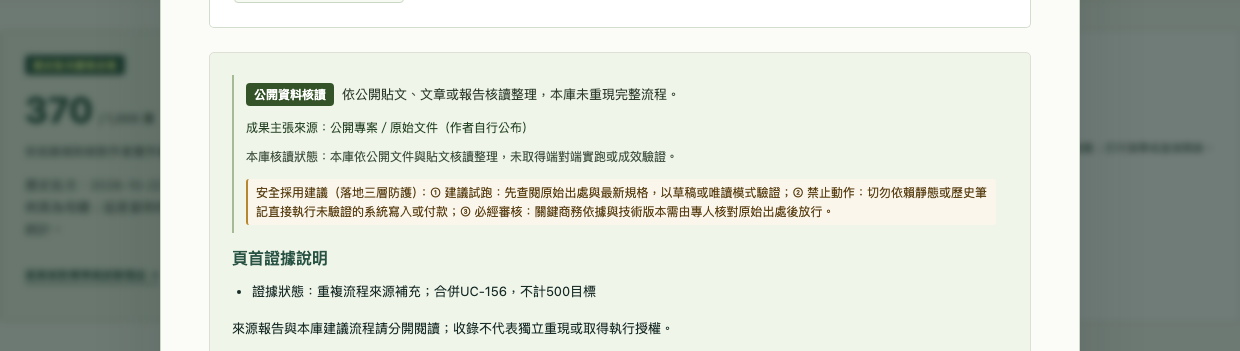 370
公開資料核讀 依公開貼文、文章或報告核讀整理，本庫未重現完整流程。
成果主張來源：公開專案 / 原始文件（作者自行公布）
本庫核讀狀態：本庫依公開文件與貼文核讀整理，未取得端對端實跑或成效驗證。
安全採用建議（落地三層防護）：① 建議試跑：先查閱原始出處與最新規格，以草稿或唯讀模式驗證；② 禁止動作：切勿依賴靜態或歷史筆
記直接執行未驗證的系統寫入或付款；③ 必經審核：關鍵商務依據與技術版本需由專人核對原始出處後放行。
頁首證據說明
• 證據狀態：重複流程來源補充；合併UC-156，不計500目標
來源報告與本庫建議流程請分開閱讀；收錄不代表獨立重現或取得執行授權。